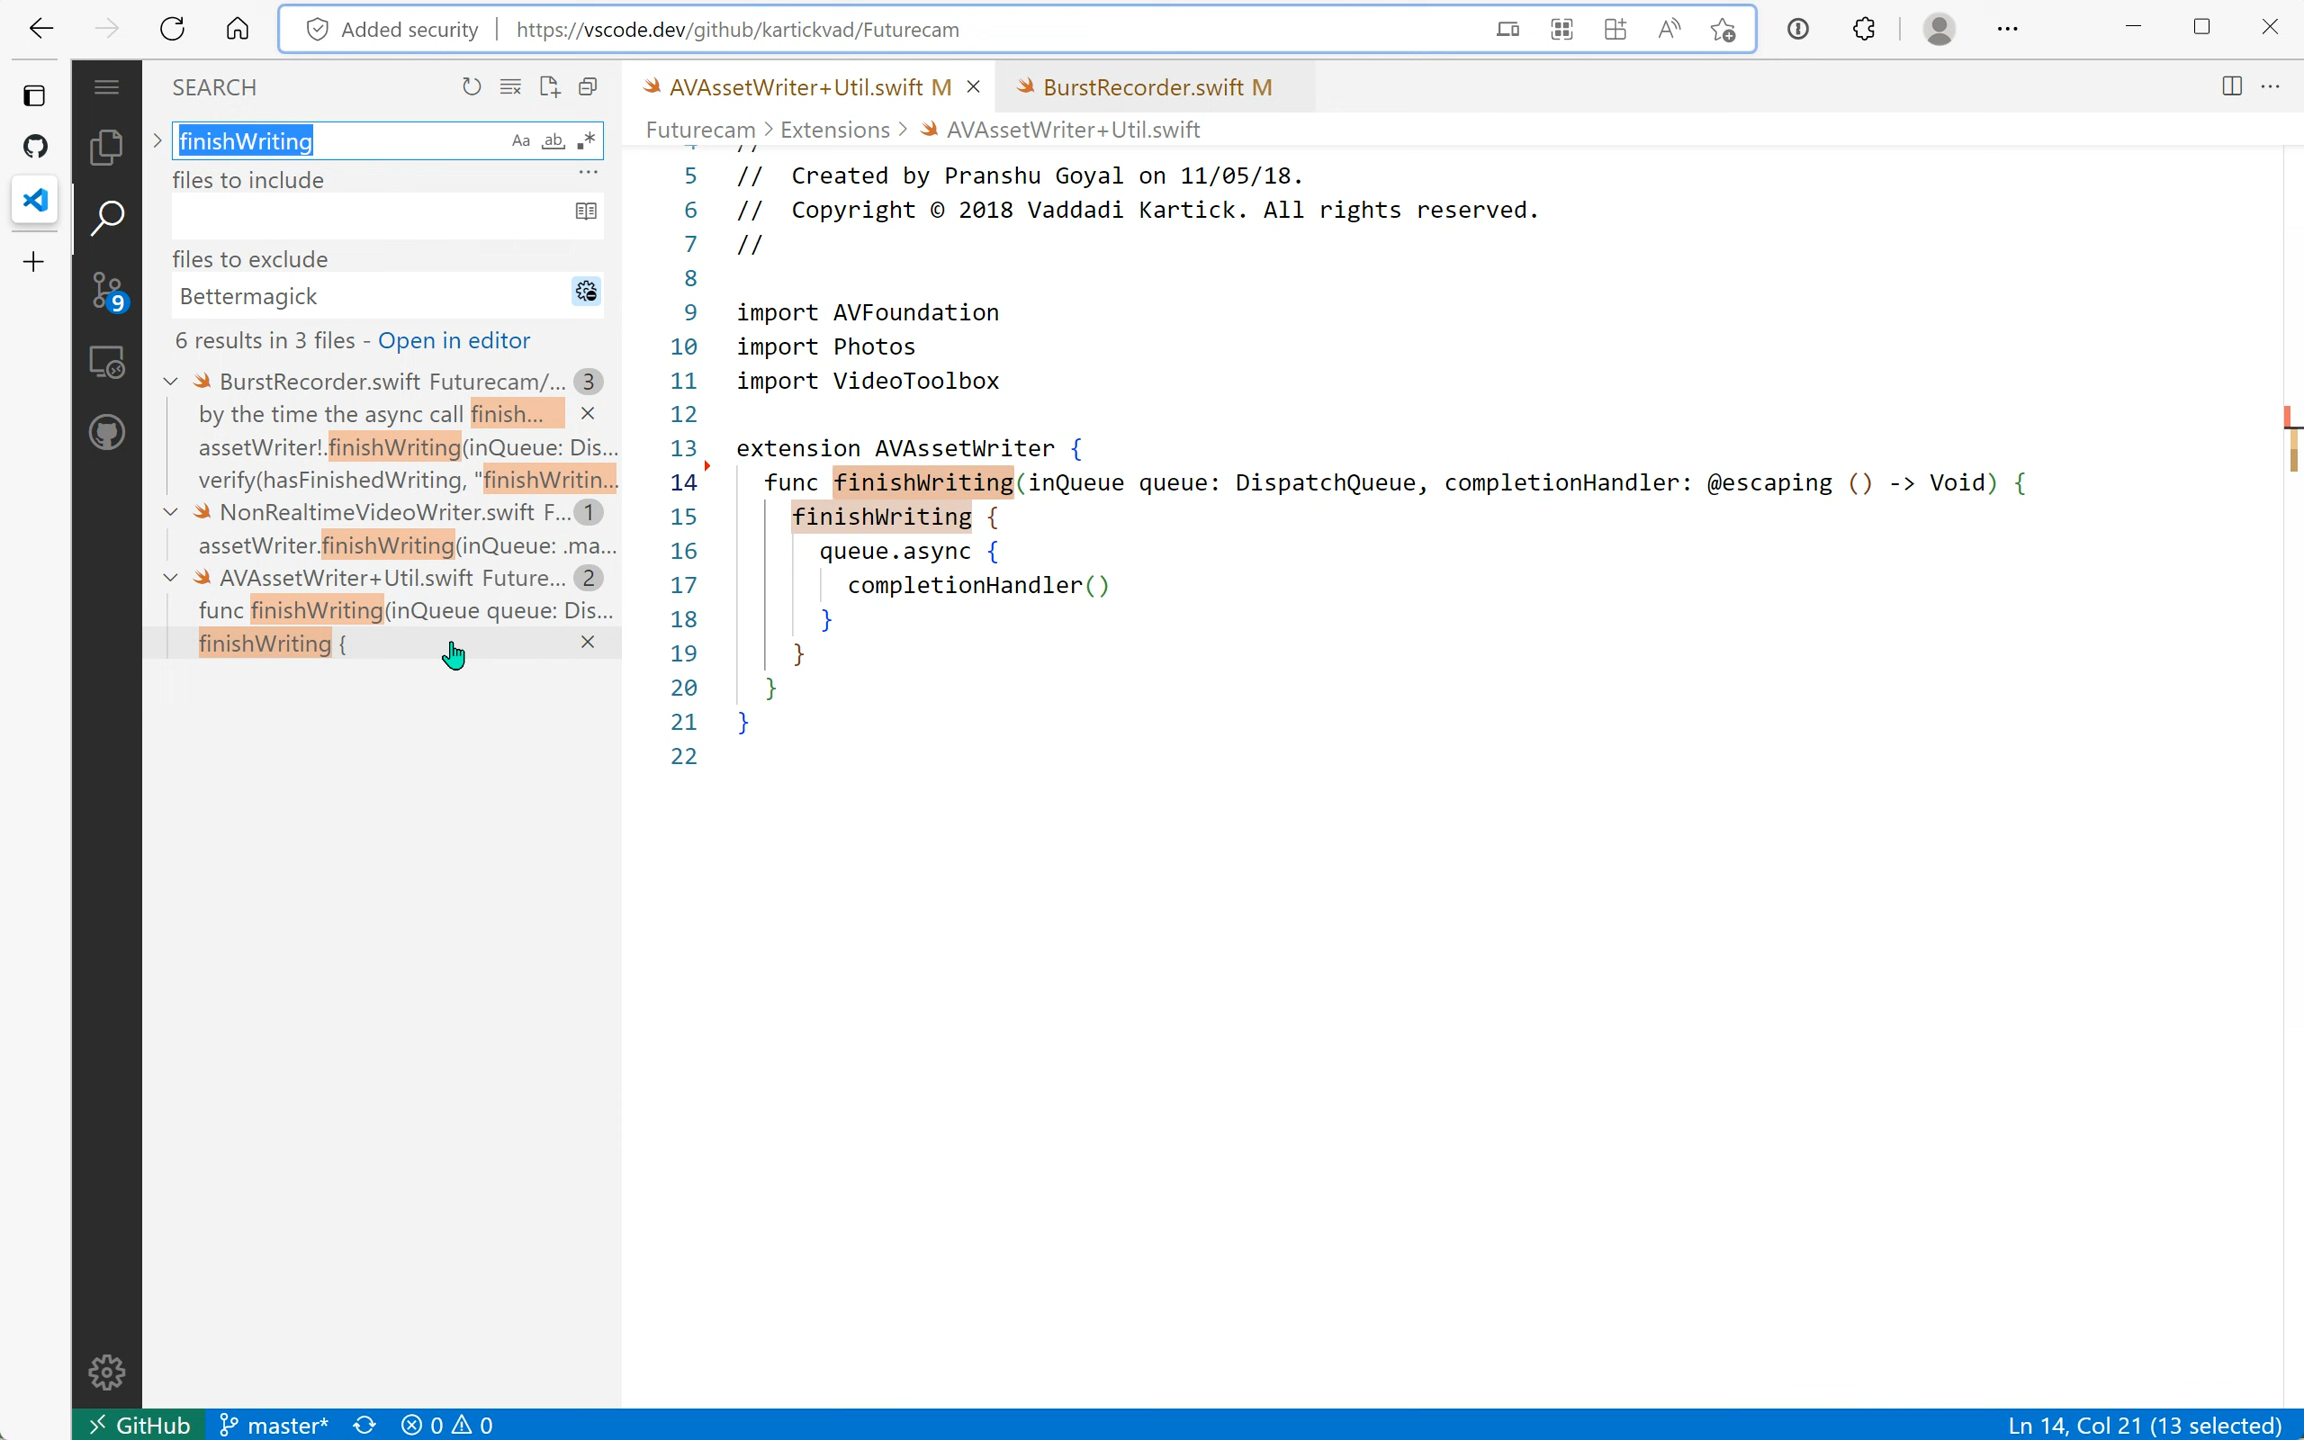 Added security | https://vscode.dev/github/kartickvad/Futurecam
SEARCH
finishWriting
Aa ab .*
files to include
files to exclude
Bettermagick
6 results in 3 files - Open in editor
BurstRecorder.swift Futurecam/... 3
by the time the async call finish...
assetWriter!.finishWriting(inQueue: Dis...
verify(hasFinishedWriting, "finishWritin...
NonRealtimeVideoWriter.swift F... 1
assetWriter.finishWriting(inQueue: .ma...
AVAssetWriter+Util.swift Future... 2
func finishWriting(inQueue queue: Dis...
finishWriting {
9
AVAssetWriter+Util.swift M
BurstRecorder.swift M
Futurecam > Extensions > AVAssetWriter+Util.swift
5 // Created by Pranshu Goyal on 11/05/18.
6 // Copyright © 2018 Vaddadi Kartick. All rights reserved.
7 //
8
9 import AVFoundation
10 import Photos
11 import VideoToolbox
12
13 extension AVAssetWriter {
14 func finishWriting(inQueue queue: DispatchQueue, completionHandler: @escaping () -> Void) {
15 finishWriting {
16 queue.async {
17 completionHandler()
18 }
19 }
20 }
21 }
22
GitHub master* 0 0
Ln 14, Col 21 (13 selected)